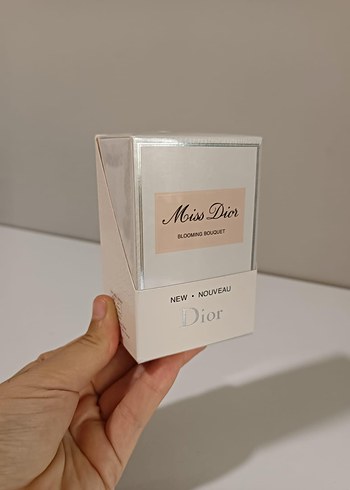 Miss Dior
BLOOMING BOUQUET
NEW • NOUVEAU
Dior